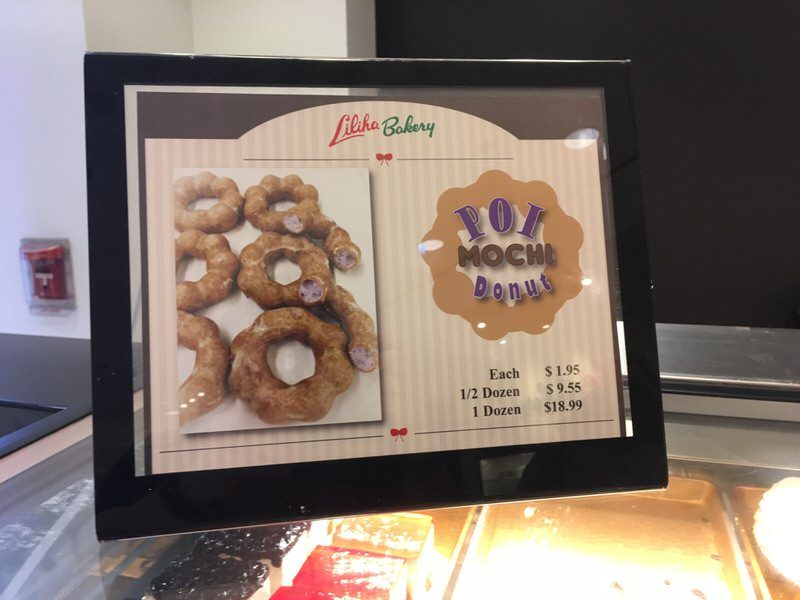 Liliha Bakery
POI
MOCHI
Donut
Each $1.95
1/2 Dozen $9.55
1 Dozen $18.99